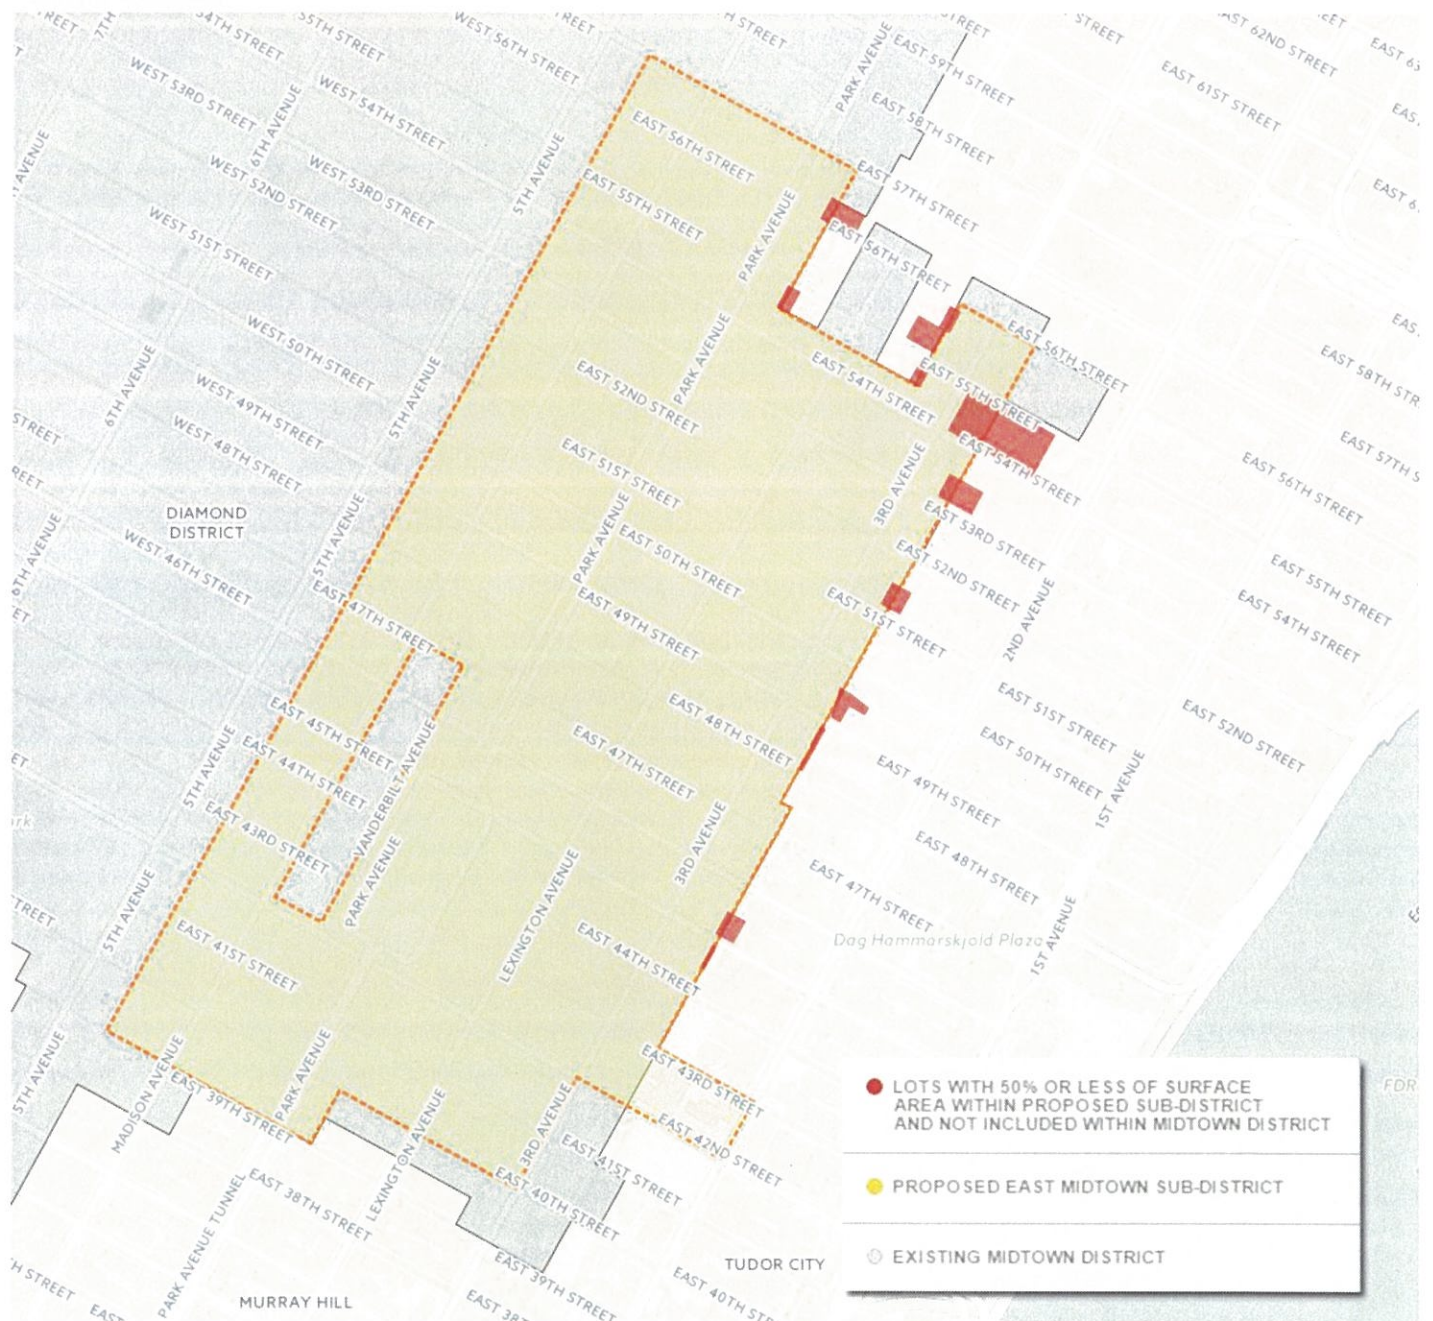 WEST 56TH STREET
WEST 53RD STREET
WEST 54TH STREET
6TH AVENUE
WEST 53RD STREET
WEST 52ND STREET
WEST 51ST STREET
5TH AVENUE
EAST 56TH STREET
EAST 55TH STREET
PARK AVENUE
PARK AVENUE
EAST 59TH STREET
EAST 58TH STREET
EAST 57TH STREET
EAST 56TH STREET
EAST 61ST STREET
EAST 62ND STREET
WEST 50TH STREET
WEST 49TH STREET
WEST 48TH STREET
6TH AVENUE
5TH AVENUE
PARK AVENUE
EAST 52ND STREET
EAST 51ST STREET
EAST 54TH STREET
EAST 55TH STREET
EAST 56TH STREET
EAST 54TH STREET
EAST 53RD STREET
EAST 52ND STREET
EAST 51ST STREET
3RD AVENUE
EAST 58TH STR
EAST 57TH S
EAST 56TH STREET
EAST 55TH STREET
EAST 54TH STREET
DIAMOND
DISTRICT
WEST 46TH STREET
6TH AVENUE
5TH AVENUE
PARK AVENUE
EAST 50TH STREET
EAST 49TH STREET
2ND AVENUE
EAST 47TH STREET
EAST 45TH STREET
EAST 44TH STREET
EAST 43RD STREET
5TH AVENUE
VANDERBILT AVENUE
PARK AVENUE
EAST 48TH STREET
EAST 47TH STREET
3RD AVENUE
EAST 51ST STREET
EAST 50TH STREET
EAST 49TH STREET
EAST 48TH STREET
EAST 47TH STREET
EAST 52ND STREET
1ST AVENUE
1ST AVENUE
Dag Hammarskjold Plaza
5TH AVENUE
EAST 41ST STREET
LEXINGTON AVENUE
EAST 44TH STREET
5TH AVENUE
MADISON AVENUE
EAST 39TH STREET
PARK AVENUE
LEXINGTON AVENUE
3RD AVENUE
EAST 43RD STREET
EAST 42ND STREET
EAST 41ST STREET
EAST 40TH STREET
EAST 38TH STREET
PARK AVENUE TUNNEL
EAST 39TH STREET
EAST 40TH STR
MURRAY HILL
TUDOR CITY
FDR
LOTS WITH 50% OR LESS OF SURFACE
AREA WITHIN PROPOSED SUB-DISTRICT
AND NOT INCLUDED WITHIN MIDTOWN DISTRICT
PROPOSED EAST MIDTOWN SUB-DISTRICT
EXISTING MIDTOWN DISTRICT